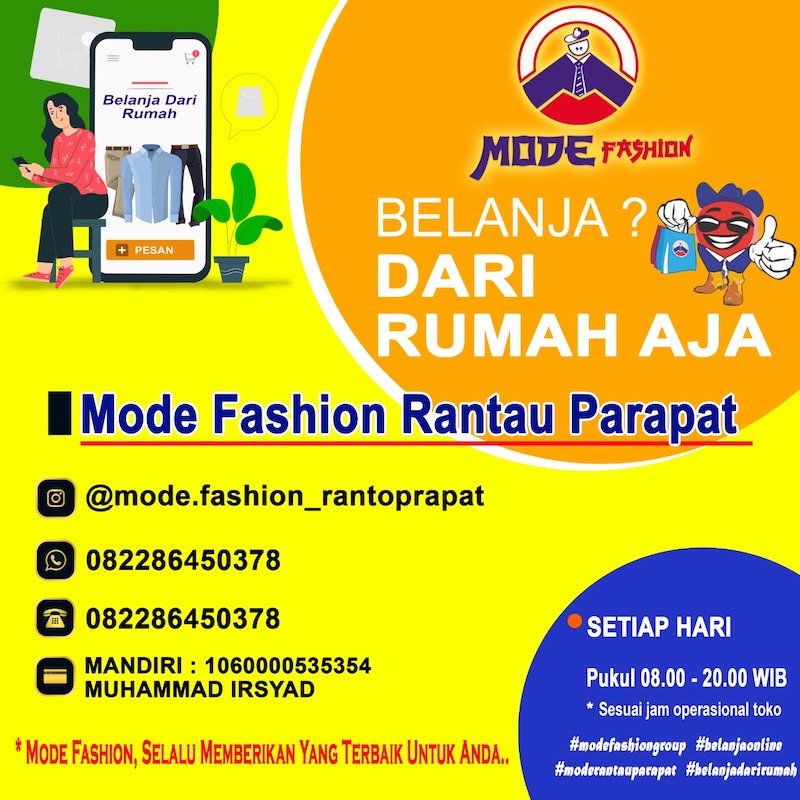 Belanja Dari
Rumah
PESAN
MODE FASHION
BELANJA ?
DARI
RUMAH AJA
Mode Fashion Rantau Parapat
@mode.fashion_rantoprapat
082286450378
082286450378
MANDIRI : 1060000535354
MUHAMMAD IRSYAD
SETIAP HARI
Pukul 08.00 - 20.00 WIB
* Sesuai jam operasional toko
#modefashiongroup #belanjaonline
#moderantauparapat #belanjadarirumah
* MODE FASHION, SELALU MEMBERIKAN YANG TERBAIK UNTUK ANDA..